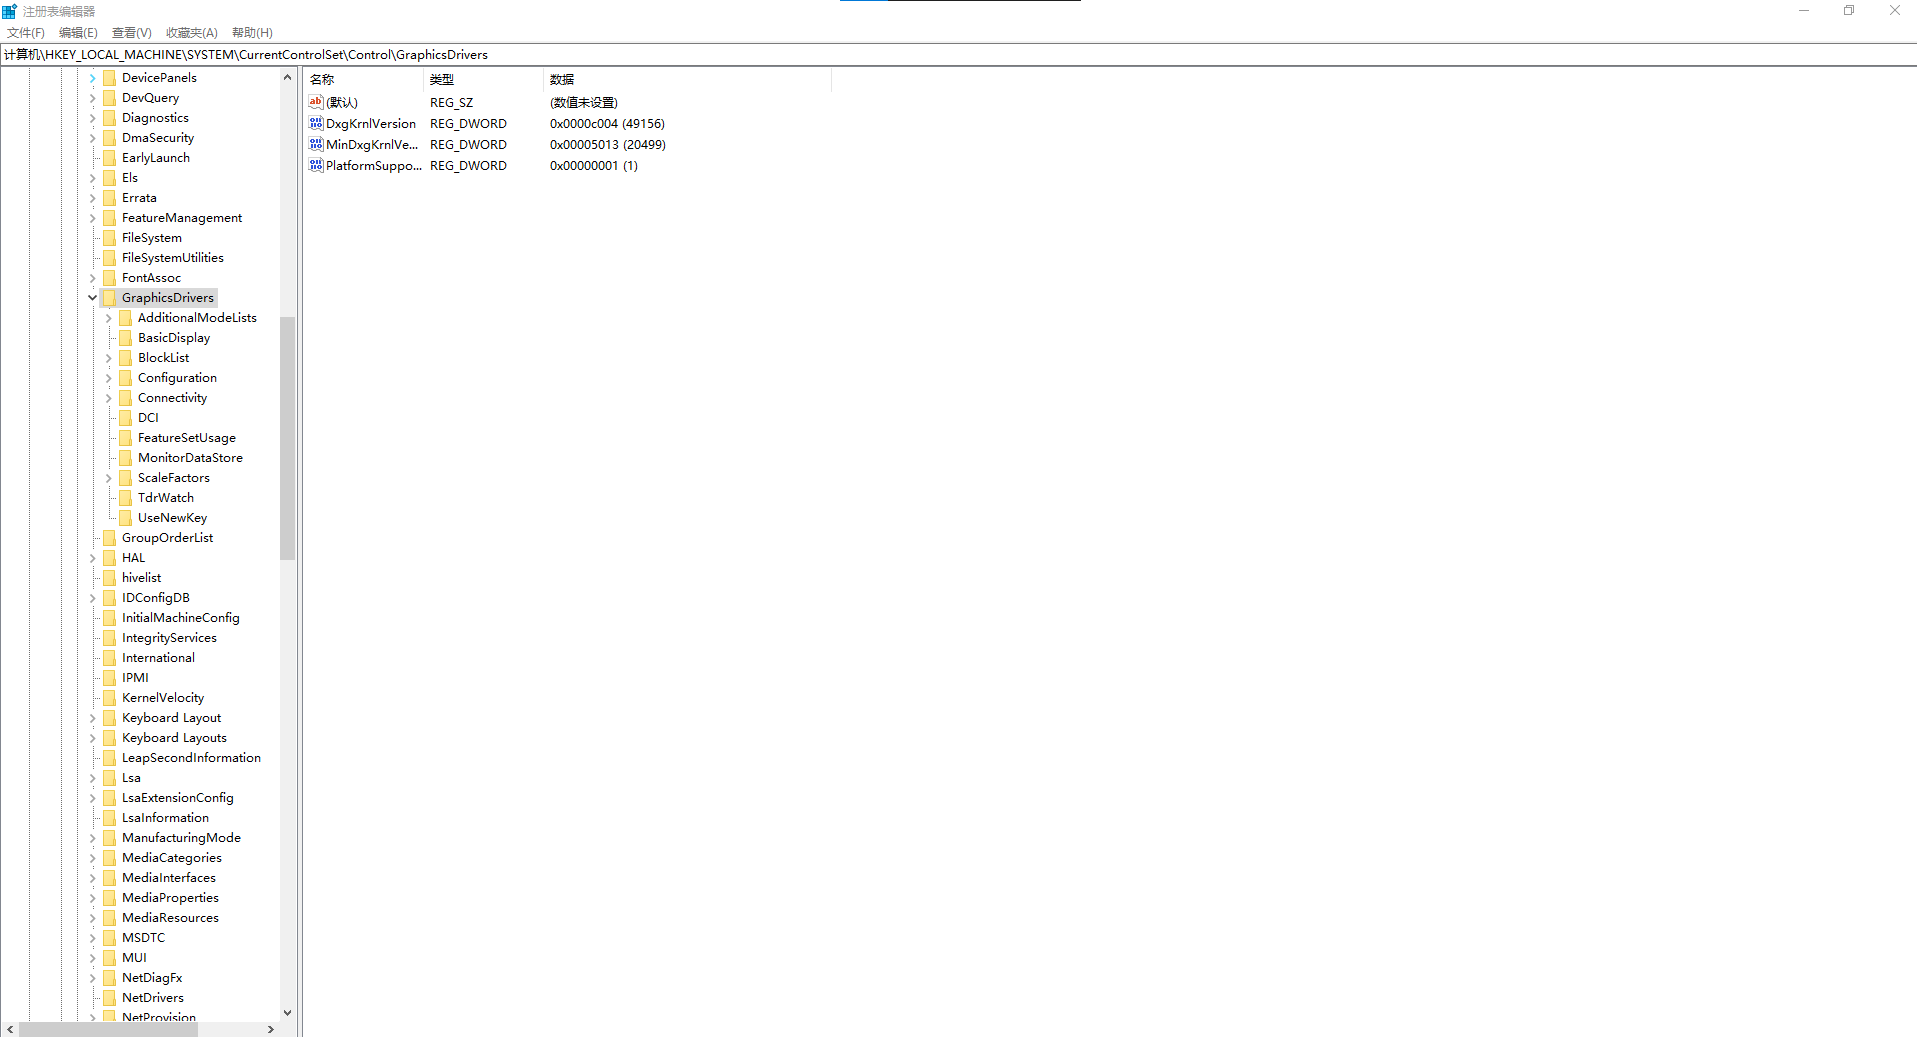 注册表编辑器
文件(F) 编辑(E) 查看(V) 收藏夹(A) 帮助(H)
计算机\HKEY_LOCAL_MACHINE\SYSTEM\CurrentControlSet\Control\GraphicsDrivers
DevicePanels
DevQuery
Diagnostics
DmaSecurity
EarlyLaunch
Els
Errata
FeatureManagement
FileSystem
FileSystemUtilities
FontAssoc
GraphicsDrivers
AdditionalModeLists
BasicDisplay
BlockList
Configuration
Connectivity
DCI
FeatureSetUsage
MonitorDataStore
ScaleFactors
TdrWatch
UseNewKey
GroupOrderList
HAL
hivelist
IDConfigDB
InitialMachineConfig
IntegrityServices
International
IPMI
KernelVelocity
Keyboard Layout
Keyboard Layouts
LeapSecondInformation
Lsa
LsaExtensionConfig
LsaInformation
ManufacturingMode
MediaCategories
MediaInterfaces
MediaProperties
MediaResources
MSDTC
MUI
NetDiagFx
NetDrivers
NetProvision
名称 类型 数据
(默认) REG_SZ (数值未设置)
DxgKrnlVersion REG_DWORD 0x0000c004 (49156)
MinDxgKrnlVe... REG_DWORD 0x00005013 (20499)
PlatformSuppo... REG_DWORD 0x00000001 (1)